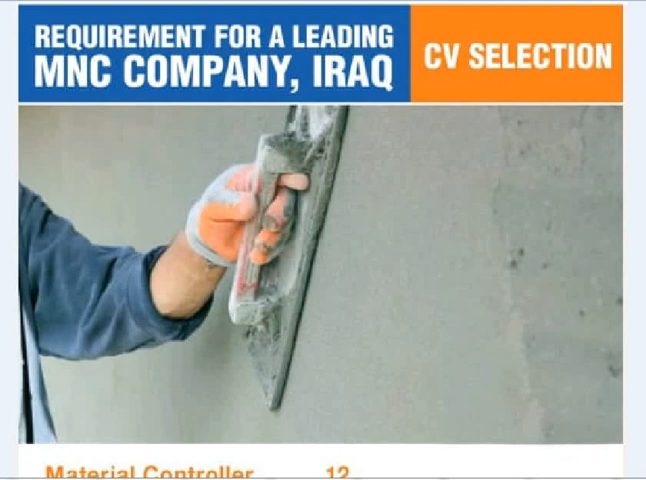 REQUIREMENT FOR A LEADING
MNC COMPANY, IRAQ
CV SELECTION
Material Controller 12